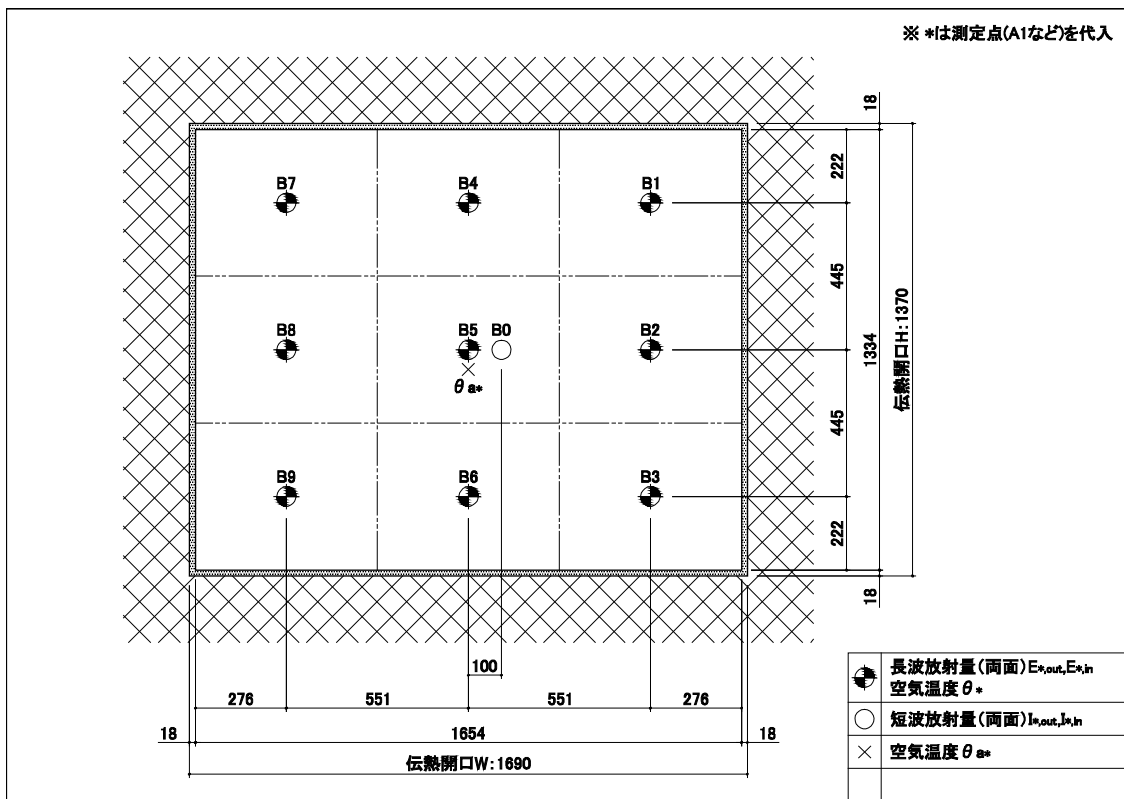 ※ *は測定点(A1など)を代入
18
B7
B4
B1
222
445
B8
B5
B0
B2
θa*
1334
伝熱開口H:1370
445
B9
B6
B3
222
18
100
276
551
551
276
18
1654
18
伝熱開口W:1690
長波放射量(両面)E*,out,E*,in
空気温度θ*
短波放射量(両面)I*,out,I*,in
空気温度θa*